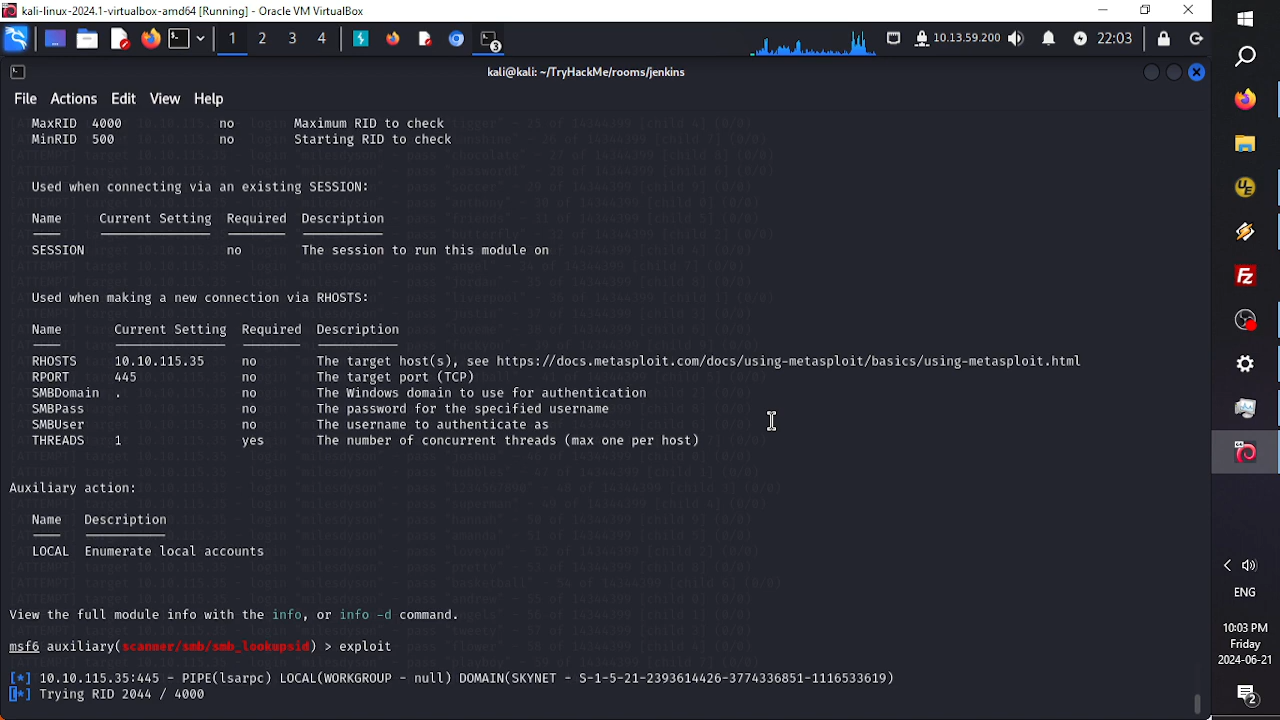 kali-linux-2024.1-virtualbox-amd64 [Running] - Oracle VM VirtualBox
1 2 3 4 3 10.13.59.200 22:03
kali@kali: ~/TryHackMe/rooms/jenkins
File Actions Edit View Help
MaxRID 4000 no Maximum RID to check
MinRID 500 no Starting RID to check
Used when connecting via an existing SESSION:
Name Current Setting Required Description
SESSION no The session to run this module on
Used when making a new connection via RHOSTS:
Name Current Setting Required Description
RHOSTS 10.10.115.35 no The target host(s), see https://docs.metasploit.com/docs/using-metasploit/basics/using-metasploit.html
RPORT 445 no The target port (TCP)
SMBDomain . no The Windows domain to use for authentication
SMBPass no The password for the specified username
SMBUser no The username to authenticate as
THREADS 1 yes The number of concurrent threads (max one per host)
Auxiliary action:
Name Description
LOCAL Enumerate local accounts
View the full module info with the info, or info -d command.
msf6 auxiliary(scanner/smb/smb_lookupsid) > exploit
[*] 10.10.115.35:445 - PIPE(lsarpc) LOCAL(WORKGROUP - null) DOMAIN(SKYNET - S-1-5-21-2393614426-3774336851-1116533619)
[*] Trying RID 2044 / 4000
ENG
10:03 PM
Friday
2024-06-21
2